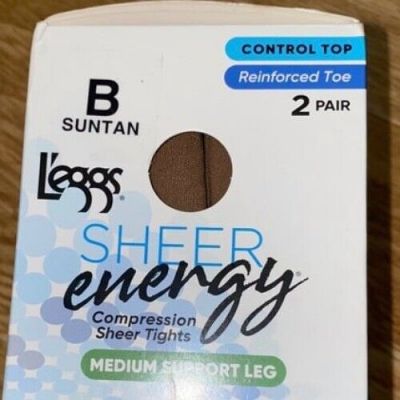 CONTROL TOP
Reinforced Toe
2 PAIR
B
SUNTAN
L'eggs®
SHEER
energy®
Compression
Sheer Tights
MEDIUM SUPPORT LEG